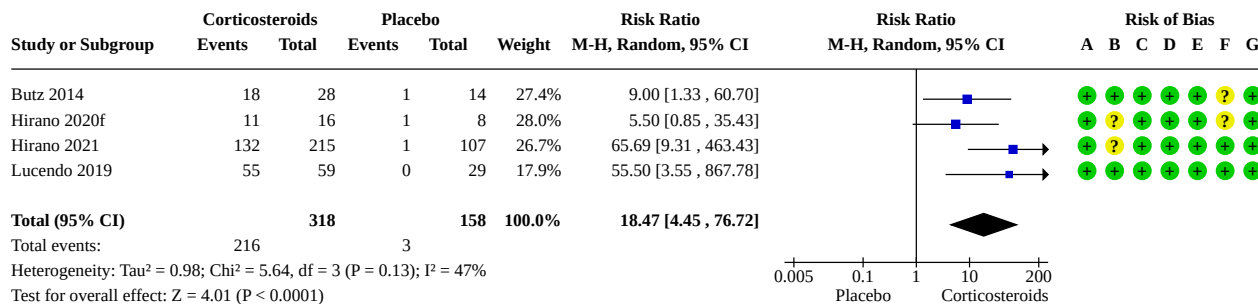 Corticosteroids Placebo Risk Ratio Risk Ratio Risk of Bias
Study or Subgroup Events Total Events Total Weight M-H, Random, 95% CI M-H, Random, 95% CI A B C D E F G
Butz 2014 18 28 1 14 27.4% 9.00 [1.33 , 60.70] + + + + + ? +
Hirano 2020f 11 16 1 8 28.0% 5.50 [0.85 , 35.43] + ? + + + ? +
Hirano 2021 132 215 1 107 26.7% 65.69 [9.31 , 463.43] + ? + + + + +
Lucendo 2019 55 59 0 29 17.9% 55.50 [3.55 , 867.78] + + + + + + +
Total (95% CI) 318 158 100.0% 18.47 [4.45 , 76.72]
Total events: 216 3
Heterogeneity: Tau² = 0.98; Chi² = 5.64, df = 3 (P = 0.13); I² = 47%
0.005 0.1 1 10 200
Test for overall effect: Z = 4.01 (P < 0.0001) Placebo Corticosteroids